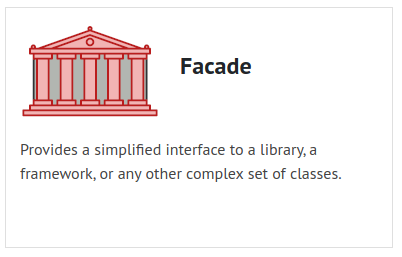 Facade
Provides a simplified interface to a library, a
framework, or any other complex set of classes.